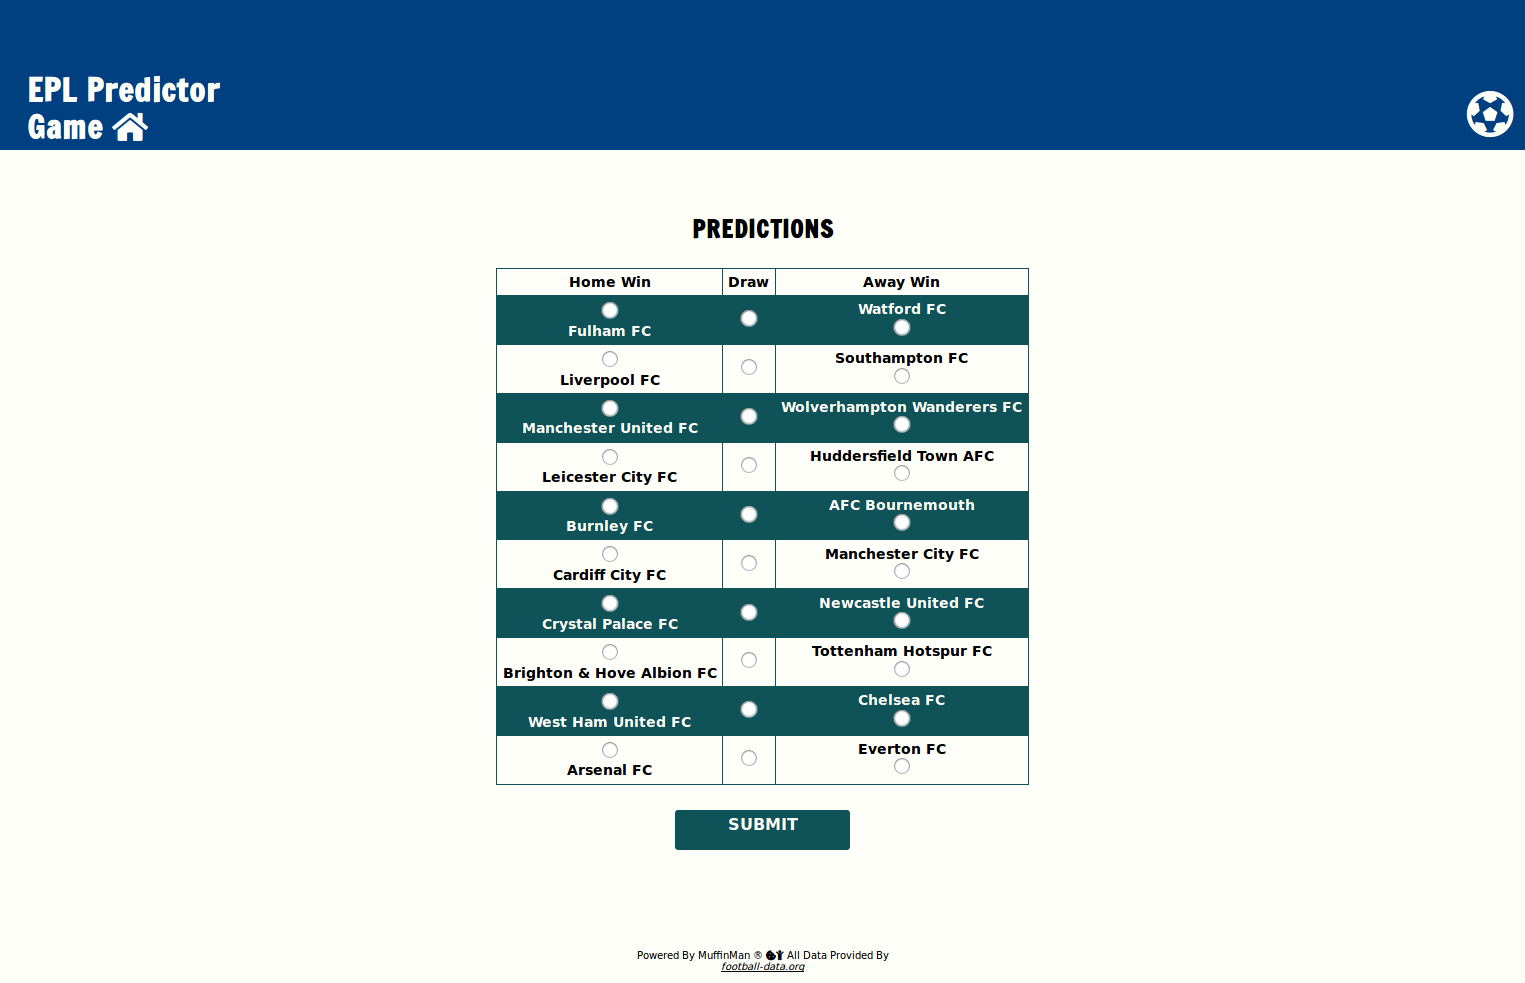 EPL Predictor
Game
PREDICTIONS
Home Win Draw Away Win
Fulham FC Watford FC
Liverpool FC Southampton FC
Manchester United FC Wolverhampton Wanderers FC
Leicester City FC Huddersfield Town AFC
Burnley FC AFC Bournemouth
Cardiff City FC Manchester City FC
Crystal Palace FC Newcastle United FC
Brighton & Hove Albion FC Tottenham Hotspur FC
West Ham United FC Chelsea FC
Arsenal FC Everton FC
SUBMIT
Powered By MuffinMan ® All Data Provided By
football-data.org